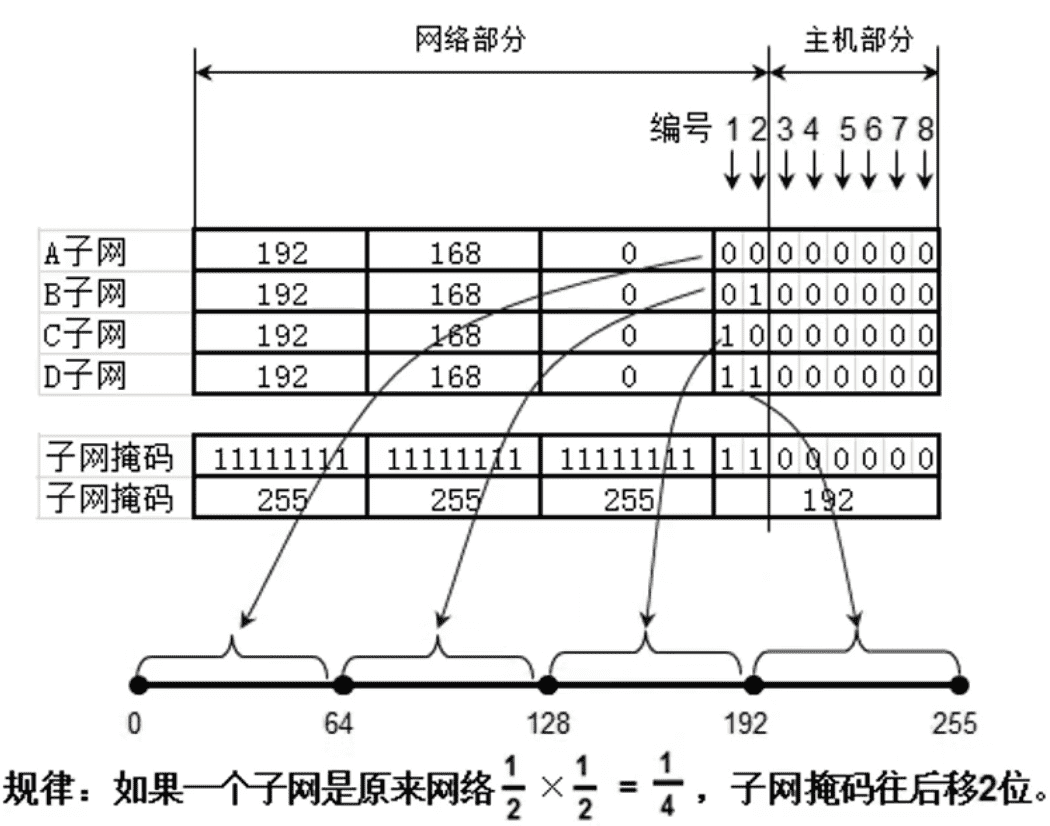 网络部分 主机部分
编号 1 2 3 4 5 6 7 8
A子网 192 168 0 0 0 0 0 0 0 0 0
B子网 192 168 0 0 1 0 0 0 0 0 0
C子网 192 168 0 1 0 0 0 0 0 0 0
D子网 192 168 0 1 1 0 0 0 0 0 0
子网掩码 11111111 11111111 11111111 1 1 0 0 0 0 0 0
子网掩码 255 255 255 192
0 64 128 192 255
规律：如果一个子网是原来网络1/2 × 1/2 = 1/4，子网掩码往后移2位。